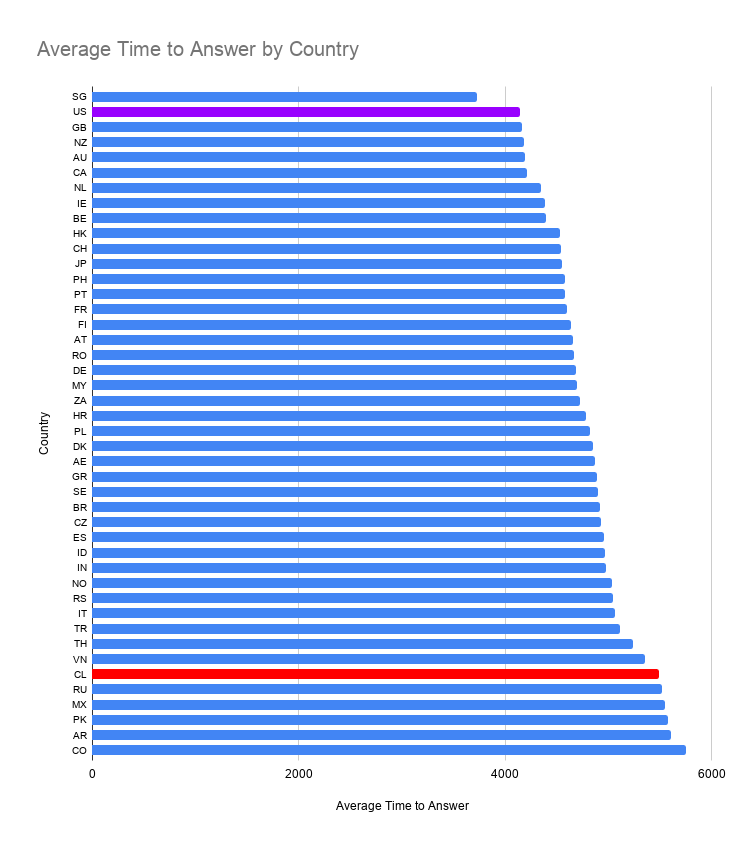 Average Time to Answer by Country
SG
US
GB
NZ
AU
CA
NL
IE
BE
HK
CH
JP
PH
PT
FR
FI
AT
RO
DE
MY
ZA
HR
PL
DK
AE
GR
SE
BR
CZ
ES
ID
IN
NO
RS
IT
TR
TH
VN
CL
RU
MX
PK
AR
CO
Country
0 2000 4000 6000
Average Time to Answer